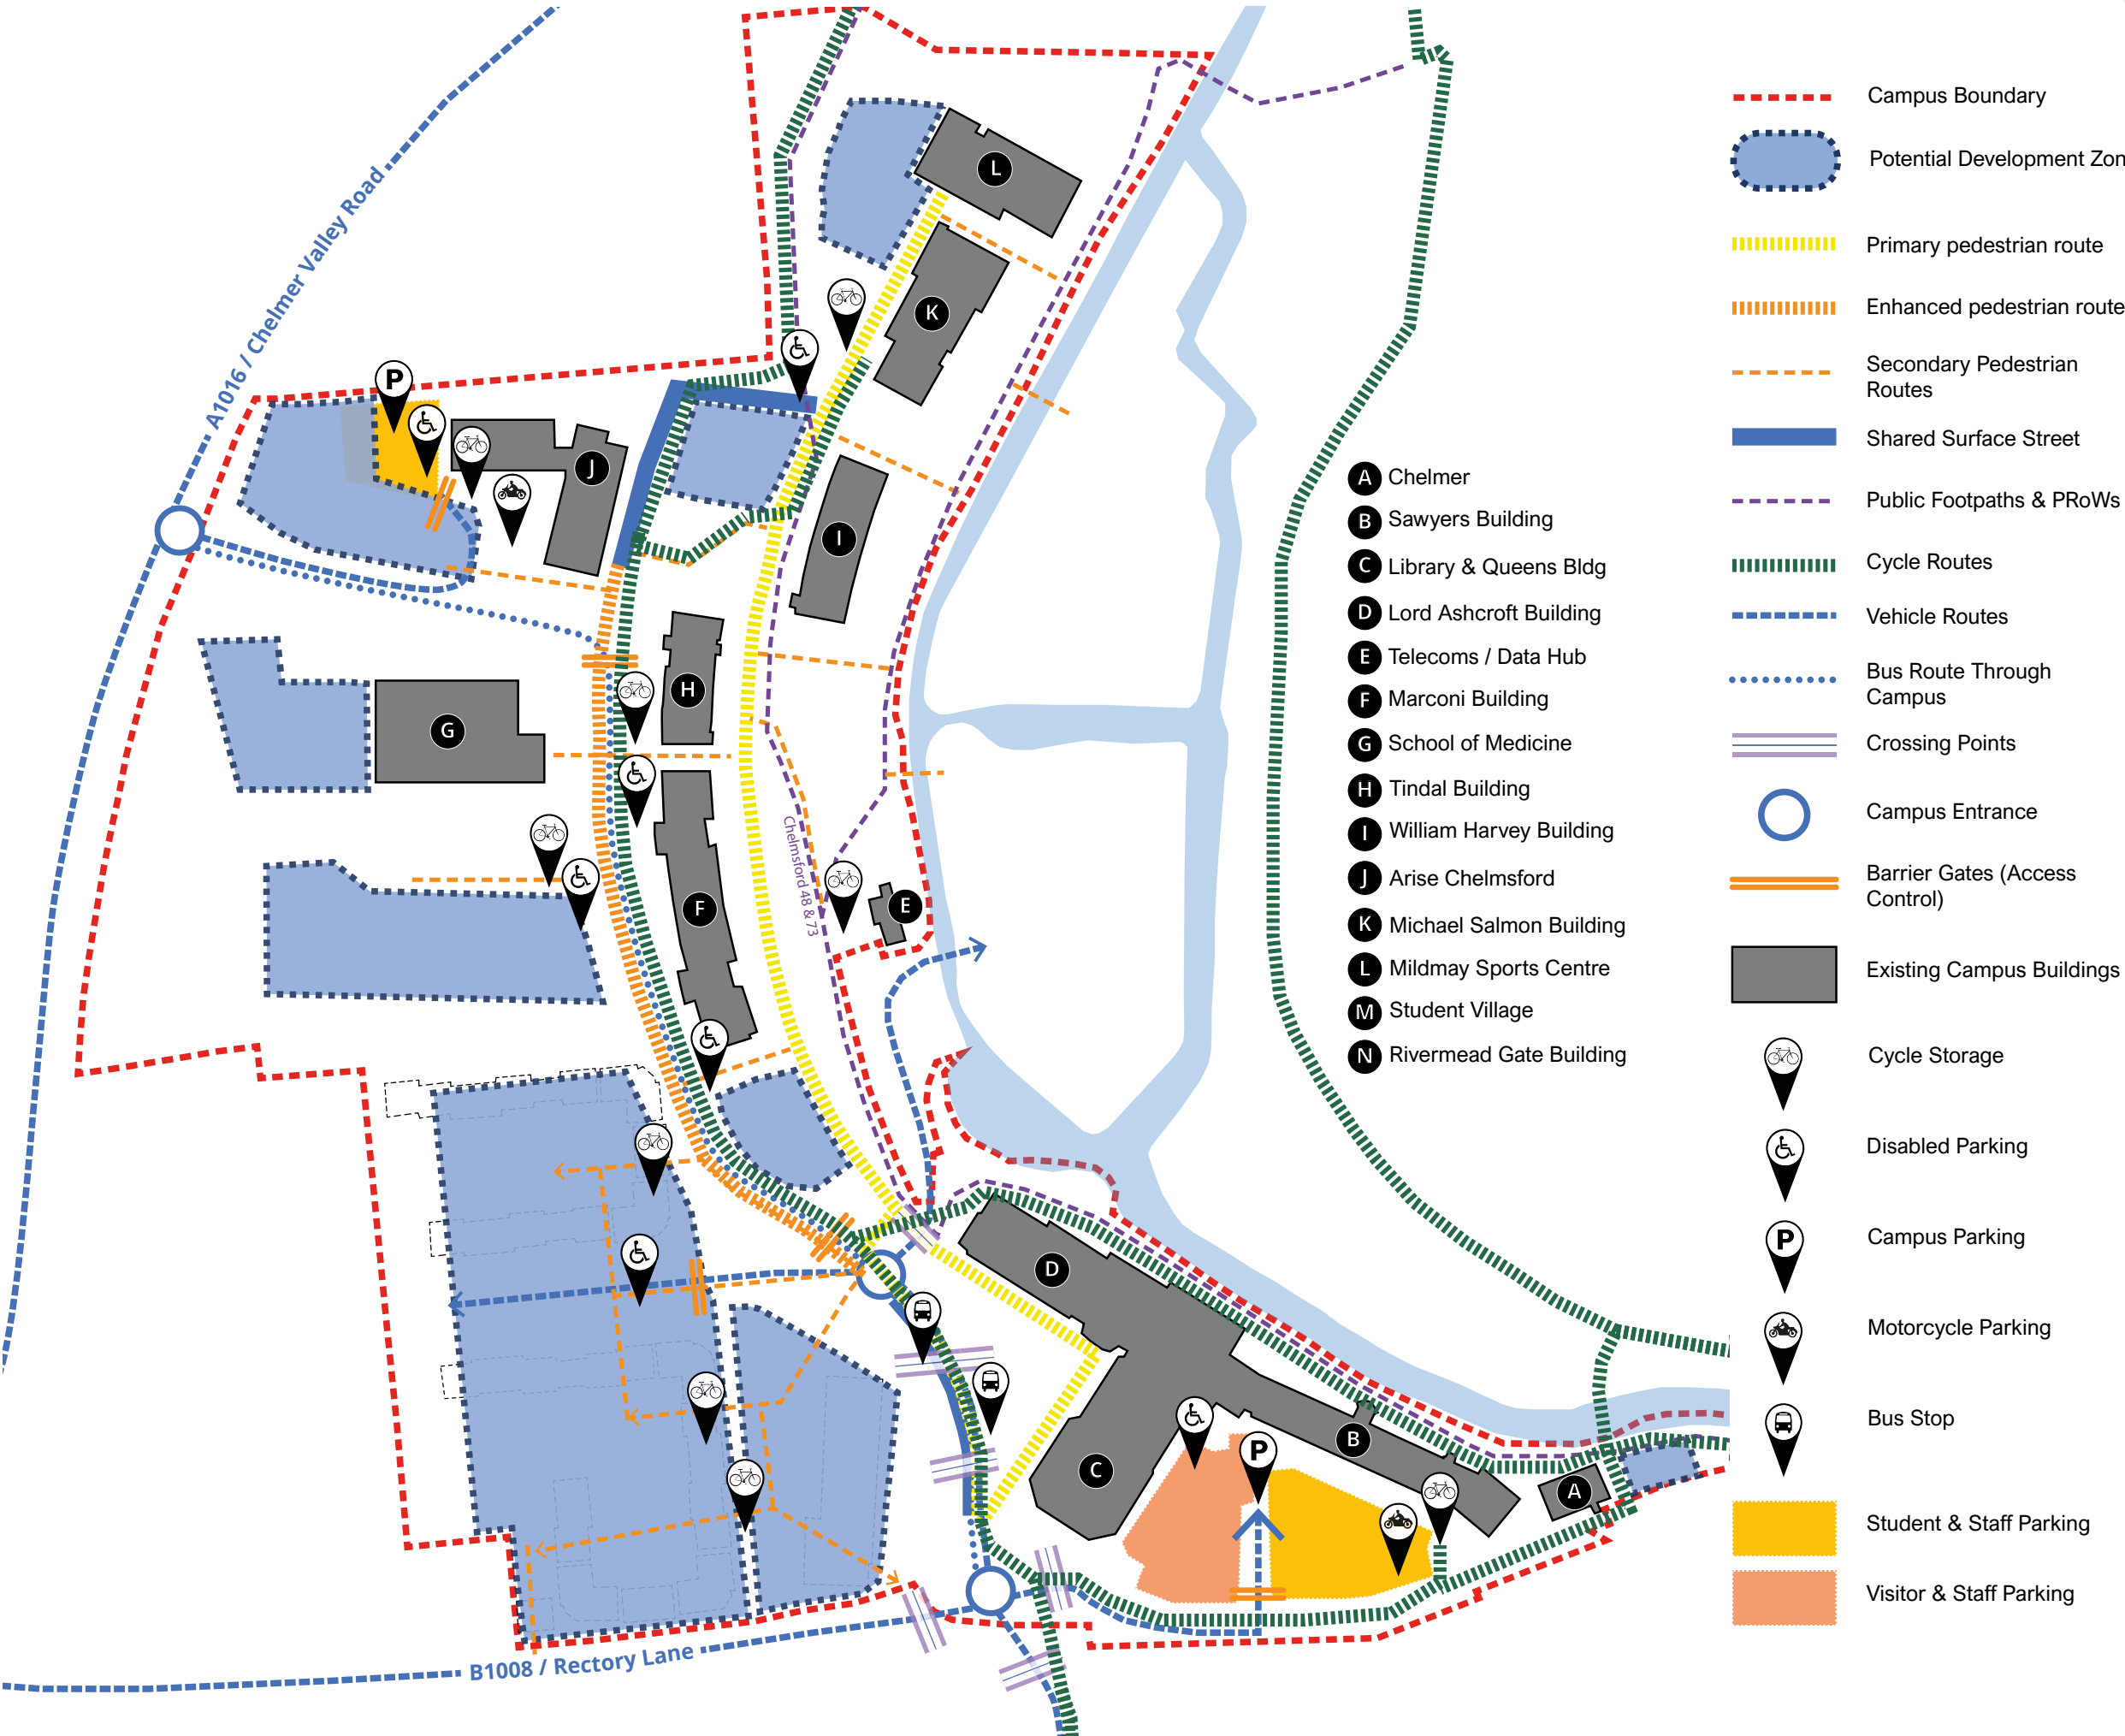 A1016 / Chelmer Valley Road
L
K
P
J
I
H
G
F
E
Chelmsford 48 & 73
D
C
P
B
A
B1008 / Rectory Lane
A Chelmer
B Sawyers Building
C Library & Queens Bldg
D Lord Ashcroft Building
E Telecoms / Data Hub
F Marconi Building
G School of Medicine
H Tindal Building
I William Harvey Building
J Arise Chelmsford
K Michael Salmon Building
L Mildmay Sports Centre
M Student Village
N Rivermead Gate Building
Campus Boundary
Potential Development Zon
Primary pedestrian route
Enhanced pedestrian route
Secondary Pedestrian
Routes
Shared Surface Street
Public Footpaths & PRoWs
Cycle Routes
Vehicle Routes
Bus Route Through
Campus
Crossing Points
Campus Entrance
Barrier Gates (Access
Control)
Existing Campus Buildings
Cycle Storage
Disabled Parking
P Campus Parking
Motorcycle Parking
Bus Stop
Student & Staff Parking
Visitor & Staff Parking